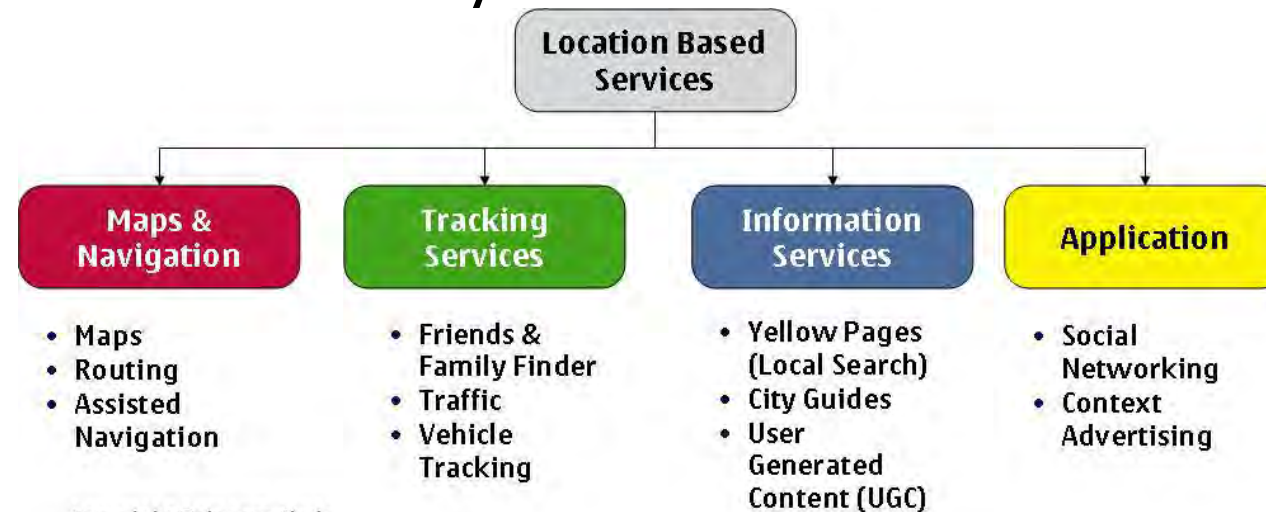 Location Based
Services
Maps &
Navigation
• Maps
• Routing
• Assisted
Navigation
Tracking
Services
• Friends &
Family Finder
• Traffic
• Vehicle
Tracking
Information
Services
• Yellow Pages
(Local Search)
• City Guides
• User
Generated
Content (UGC)
Application
• Social
Networking
• Context
Advertising